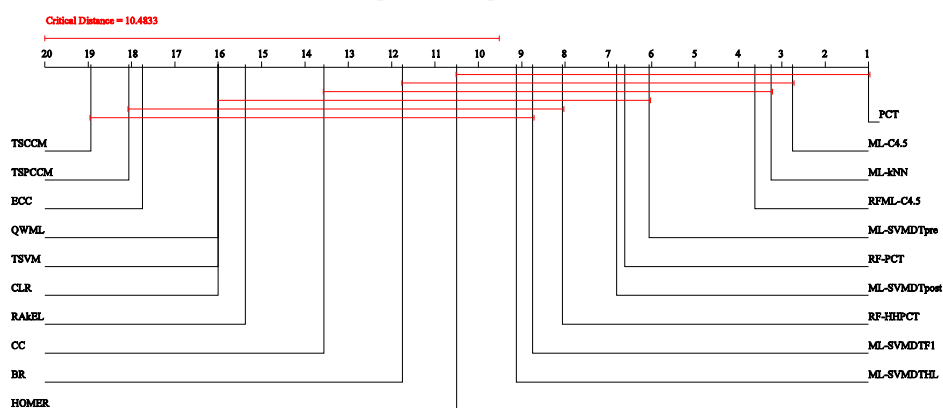 Critical Distance = 10.4833
20 19 18 17 16 15 14 13 12 11 10 9 8 7 6 5 4 3 2 1
PCT
TSCCM ML-C4.5
TSPCCM ML-kNN
ECC RFML-C4.5
QWML ML-SVMDTpre
TSVM RF-PCT
CLR ML-SVMDTpost
RAkEL RF-HHPCT
CC ML-SVMDTF1
BR ML-SVMDTHL
HOMER